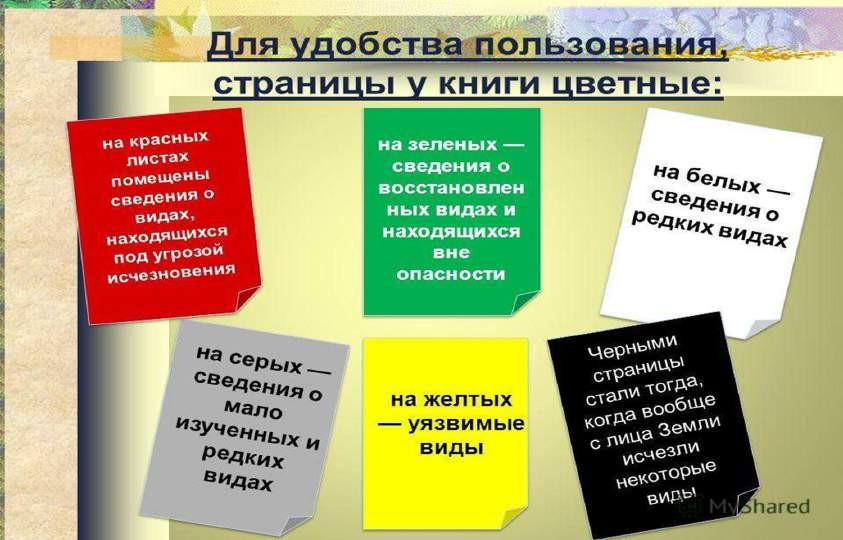 Для удобства пользования,
страницы у книги цветные:
на красных
листах
помещены
сведения о
видах,
находящихся
под угрозой
исчезновения
на зеленых —
сведения о
восстановлен
ных видах и
находящихся
вне
опасности
на белых —
сведения о
редких видах
на серых —
сведения о
мало
изученных и
редких
видах
на желтых
— уязвимые
виды
Черными
страницы
стали тогда,
когда вообще
с лица Земли
исчезли
некоторые
виды
MyShared